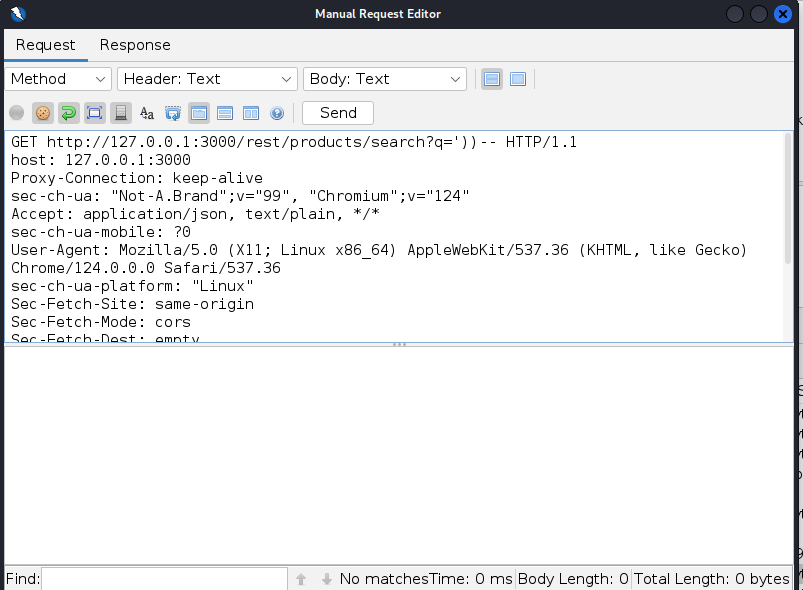 Manual Request Editor
Request Response
Method Header: Text Body: Text
Send
GET http://127.0.0.1:3000/rest/products/search?q='))-- HTTP/1.1
host: 127.0.0.1:3000
Proxy-Connection: keep-alive
sec-ch-ua: "Not-A.Brand";v="99", "Chromium";v="124"
Accept: application/json, text/plain, */*
sec-ch-ua-mobile: ?0
User-Agent: Mozilla/5.0 (X11; Linux x86_64) AppleWebKit/537.36 (KHTML, like Gecko)
Chrome/124.0.0.0 Safari/537.36
sec-ch-ua-platform: "Linux"
Sec-Fetch-Site: same-origin
Sec-Fetch-Mode: cors
Sec-Fetch-Dest: empty
Find: No matches Time: 0 ms Body Length: 0 Total Length: 0 bytes